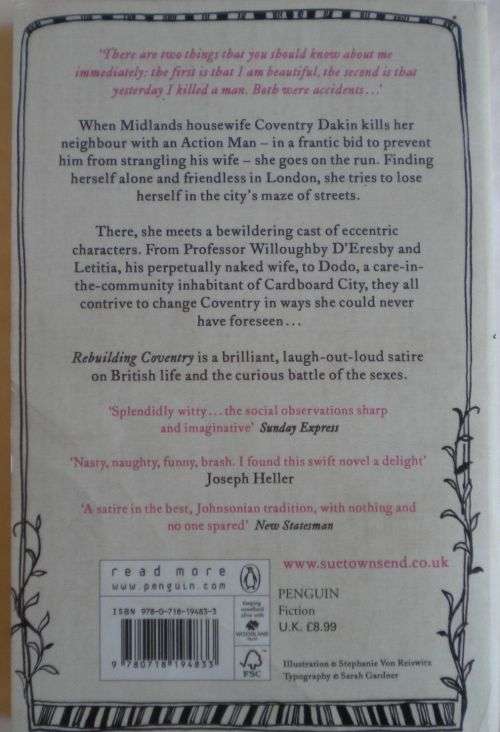 'There are two things that you should know about me
immediately: the first is that I am beautiful, the second is that
yesterday I killed a man. Both were accidents...'
When Midlands housewife Coventry Dakin kills her
neighbour with an Action Man – in a frantic bid to prevent
him from strangling his wife – she goes on the run. Finding
herself alone and friendless in London, she tries to lose
herself in the city's maze of streets.
There, she meets a bewildering cast of eccentric
characters. From Professor Willoughby D'Eresby and
Letitia, his perpetually naked wife, to Dodo, a care-in-
the-community inhabitant of Cardboard City, they all
contrive to change Coventry in ways she could never
have foreseen...
Rebuilding Coventry is a brilliant, laugh-out-loud satire
on British life and the curious battle of the sexes.
'Splendidly witty...the social observations sharp
and imaginative' Sunday Express
'Nasty, naughty, funny, brash. I found this swift novel a delight'
Joseph Heller
'A satire in the best, Johnsonian tradition, with nothing and
no one spared' New Statesman
read more
www.penguin.com
ISBN 978-0-718-19483-3
9 780718 194833
WOODLAND
FSC
www.suetownsend.co.uk
PENGUIN
Fiction
U.K. £8.99
Illustration © Stephanie Von Reiswitz
Typography © Sarah Gardner